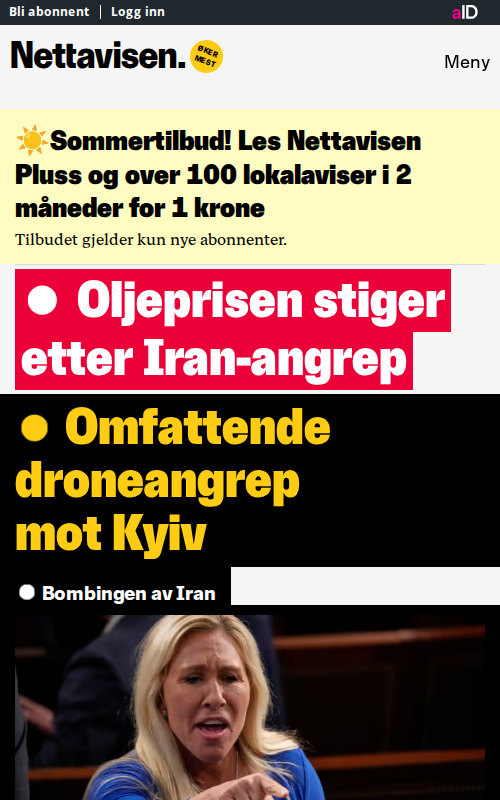 Bli abonnent | Logg inn
aID
Nettavisen.
ØKER
MEST
Meny
☀️Sommertilbud! Les Nettavisen
Pluss og over 100 lokalaviser i 2
måneder for 1 krone
Tilbudet gjelder kun nye abonnenter.
● Oljeprisen stiger
etter Iran-angrep
● Omfattende
droneangrep
mot Kyiv
● Bombingen av Iran